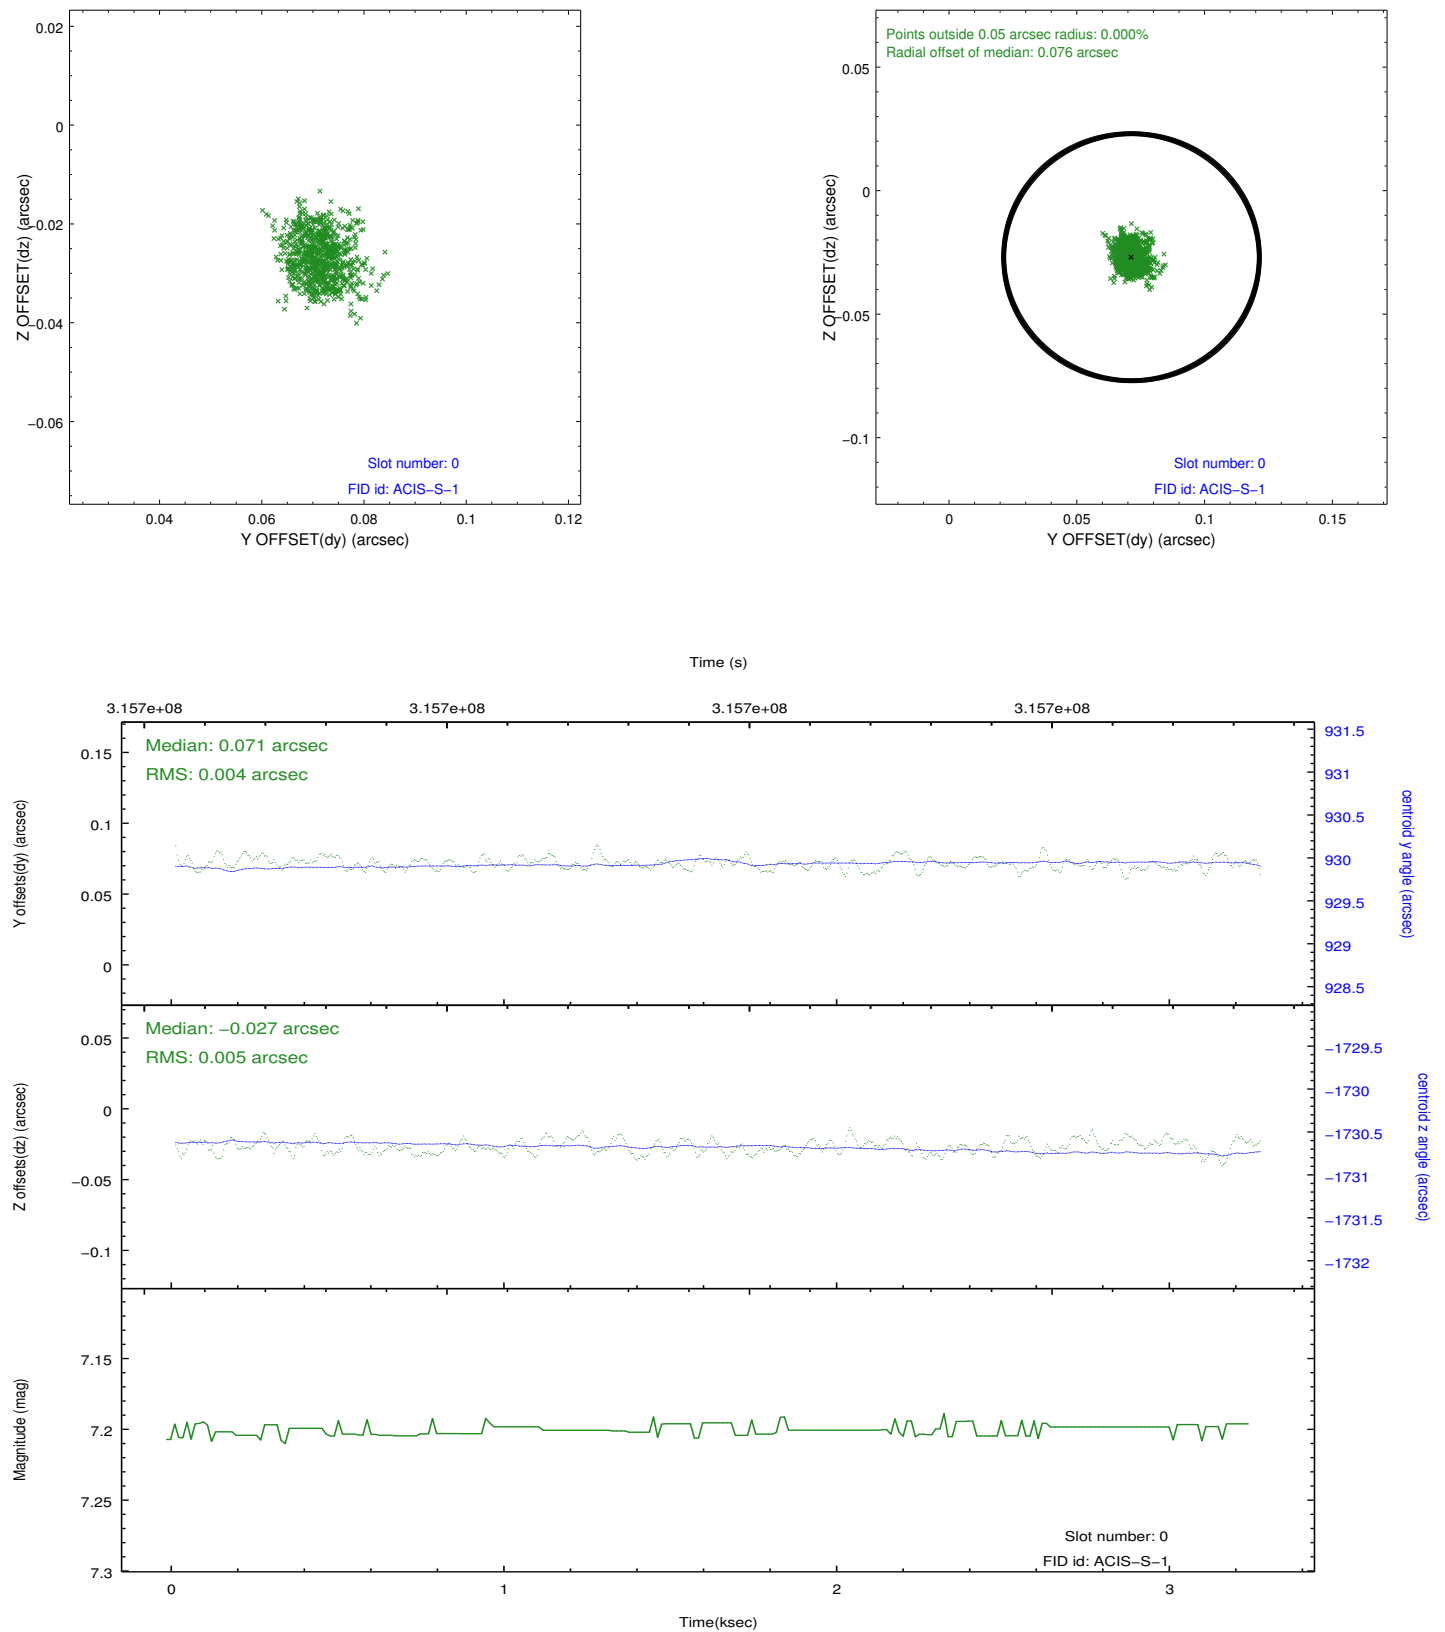 0.02
0
−0.02
−0.04
−0.06
Z OFFSET(dz) (arcsec)
Slot number: 0
FID id: ACIS−S−1
0.04 0.06 0.08 0.1 0.12
Y OFFSET(dy) (arcsec)
Points outside 0.05 arcsec radius: 0.000%
Radial offset of median: 0.076 arcsec
0.05
0
−0.05
−0.1
Z OFFSET(dz) (arcsec)
Slot number: 0
FID id: ACIS−S−1
0 0.05 0.1 0.15
Y OFFSET(dy) (arcsec)
Time (s)
3.157e+08 3.157e+08 3.157e+08 3.157e+08
Median: 0.071 arcsec
RMS: 0.004 arcsec
0.15
0.1
0.05
0
Y offsets(dy) (arcsec)
931.5
931
930.5
930
929.5
929
928.5
centroid y angle (arcsec)
Median: −0.027 arcsec
RMS: 0.005 arcsec
0.05
0
−0.05
−0.1
Z offsets(dz) (arcsec)
−1729.5
−1730
−1730.5
−1731
−1731.5
−1732
centroid z angle (arcsec)
7.15
7.2
7.25
7.3
Magnitude (mag)
Slot number: 0
FID id: ACIS−S−1
0 1 2 3
Time(ksec)